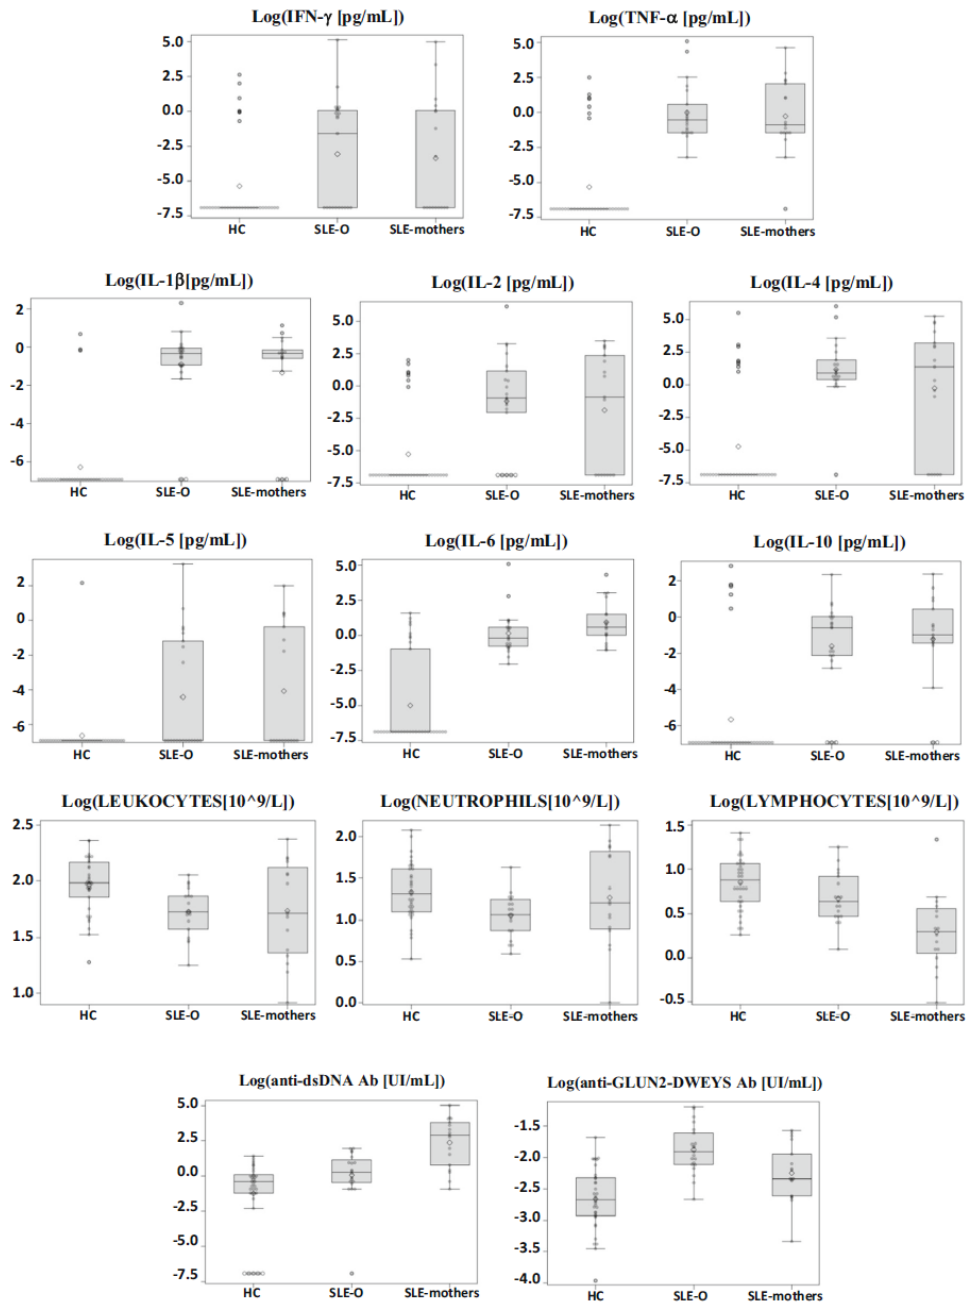 Log(IFN-γ [pg/mL])
5.0
2.5
0.0
-2.5
-5.0
-7.5
HC SLE-O SLE-mothers
Log(TNF-α [pg/mL])
5.0
2.5
0.0
-2.5
-5.0
-7.5
HC SLE-O SLE-mothers
Log(IL-1β[pg/mL])
2
0
-2
-4
-6
HC SLE-O SLE-mothers
Log(IL-2 [pg/mL])
5.0
2.5
0.0
-2.5
-5.0
-7.5
HC SLE-O SLE-mothers
Log(IL-4 [pg/mL])
5.0
2.5
0.0
-2.5
-5.0
-7.5
HC SLE-O SLE-mothers
Log(IL-5 [pg/mL])
2
0
-2
-4
-6
HC SLE-O SLE-mothers
Log(IL-6 [pg/mL])
5.0
2.5
0.0
-2.5
-5.0
-7.5
HC SLE-O SLE-mothers
Log(IL-10 [pg/mL])
2
0
-2
-4
-6
HC SLE-O SLE-mothers
Log(LEUKOCYTES[10^9/L])
2.5
2.0
1.5
1.0
HC SLE-O SLE-mothers
Log(NEUTROPHILS[10^9/L])
2.0
1.5
1.0
0.5
0.0
HC SLE-O SLE-mothers
Log(LYMPHOCYTES[10^9/L])
1.5
1.0
0.5
0.0
-0.5
HC SLE-O SLE-mothers
Log(anti-dsDNA Ab [UI/mL])
5.0
2.5
0.0
-2.5
-5.0
-7.5
HC SLE-O SLE-mothers
Log(anti-GLUN2-DWEYS Ab [UI/mL])
-1.5
-2.0
-2.5
-3.0
-3.5
-4.0
HC SLE-O SLE-mothers